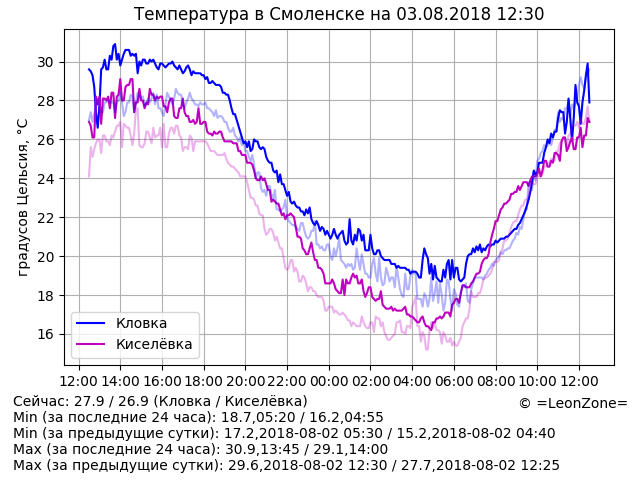 Температура в Смоленске на 03.08.2018 12:30
градусов Цельсия, °C
30
28
26
24
22
20
18
16
Кловка
Киселёвка
12:00 14:00 16:00 18:00 20:00 22:00 00:00 02:00 04:00 06:00 08:00 10:00 12:00
Сейчас: 27.9 / 26.9 (Кловка / Киселёвка)
© =LeonZone=
Min (за последние 24 часа): 18.7,05:20 / 16.2,04:55
Min (за предыдущие сутки): 17.2,2018-08-02 05:30 / 15.2,2018-08-02 04:40
Max (за последние 24 часа): 30.9,13:45 / 29.1,14:00
Max (за предыдущие сутки): 29.6,2018-08-02 12:30 / 27.7,2018-08-02 12:25